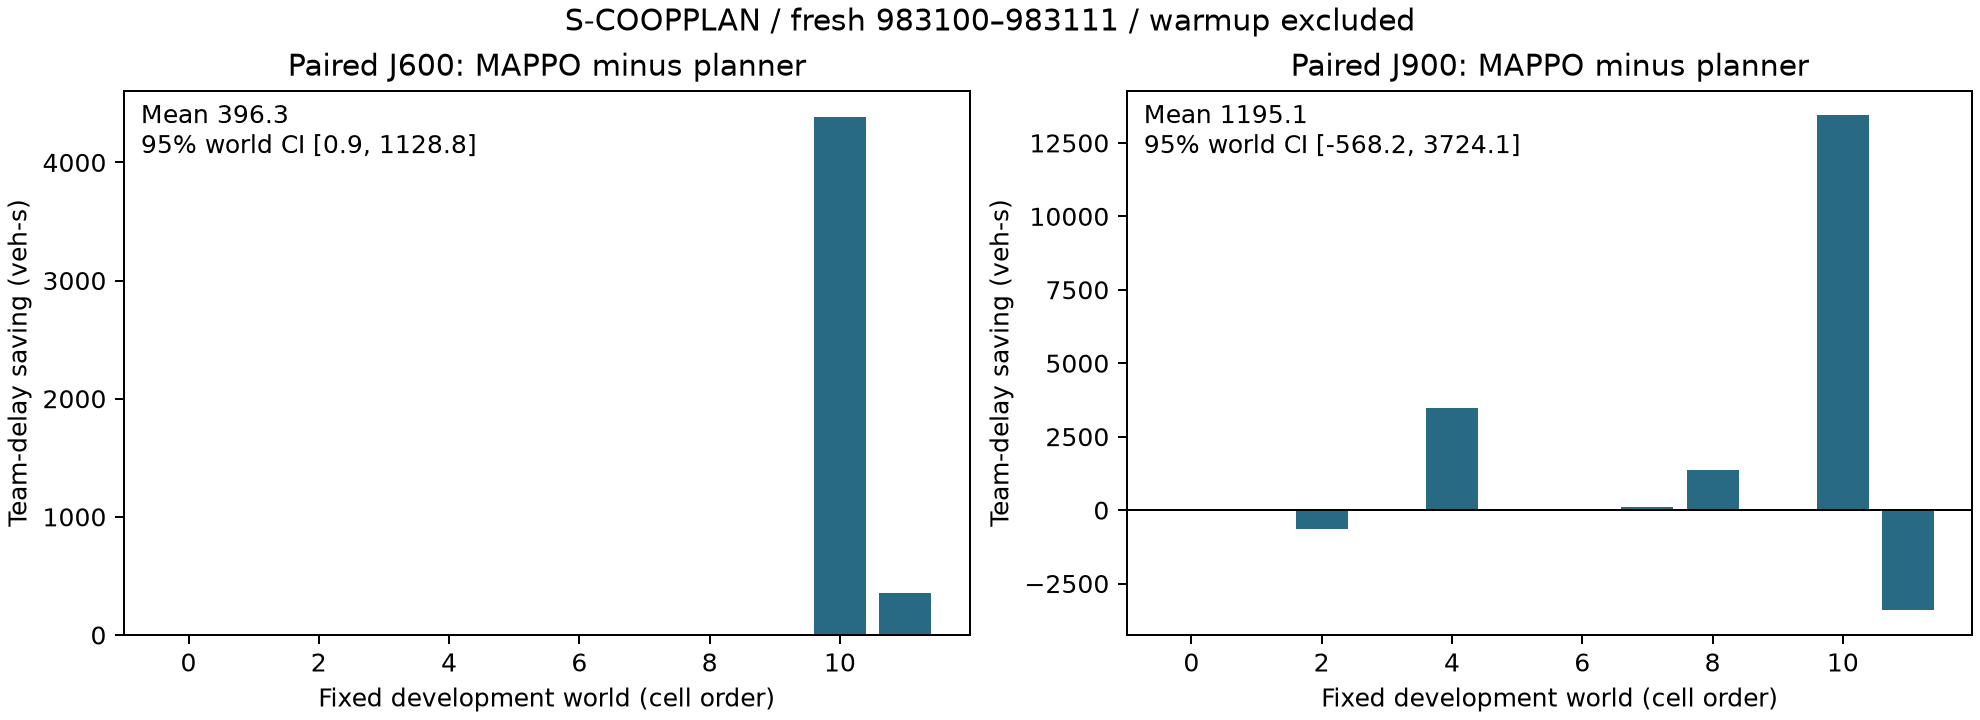 S-COOPPLAN / fresh 983100–983111 / warmup excluded
Paired J600: MAPPO minus planner
Mean 396.3
95% world CI [0.9, 1128.8]
Team-delay saving (veh-s)
4000
3000
2000
1000
0
0 2 4 6 8 10
Fixed development world (cell order)
Paired J900: MAPPO minus planner
Mean 1195.1
95% world CI [-568.2, 3724.1]
Team-delay saving (veh-s)
12500
10000
7500
5000
2500
0
−2500
0 2 4 6 8 10
Fixed development world (cell order)